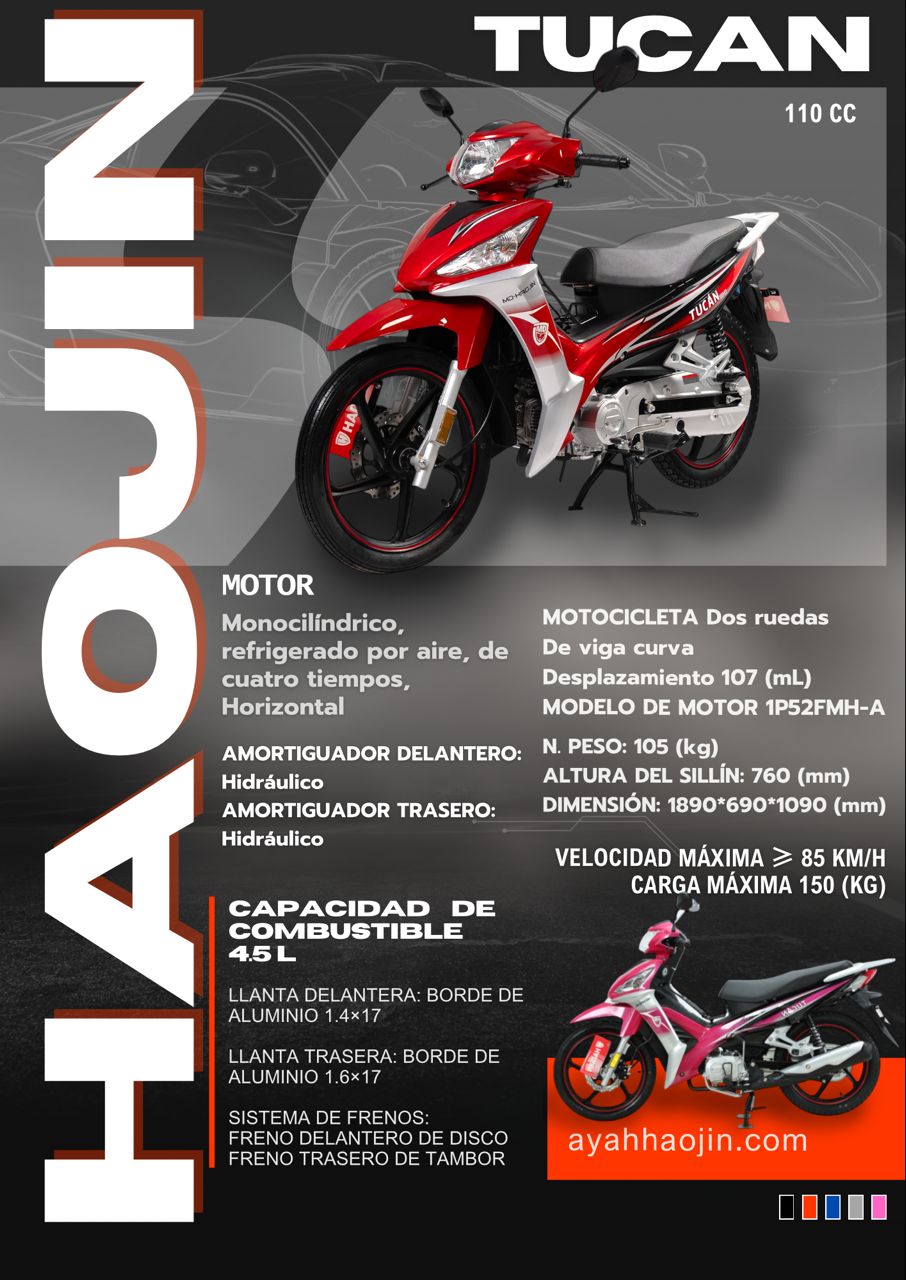 HAOJIN
TUCAN
110 CC
MD-HAOJIN
MD
TUCÁN
MOTOR
Monocilíndrico,
refrigerado por aire, de
cuatro tiempos,
Horizontal
AMORTIGUADOR DELANTERO:
Hidráulico
AMORTIGUADOR TRASERO:
Hidráulico
MOTOCICLETA Dos ruedas
De viga curva
Desplazamiento 107 (mL)
MODELO DE MOTOR 1P52FMH-A
N. PESO: 105 (kg)
ALTURA DEL SILLÍN: 760 (mm)
DIMENSIÓN: 1890*690*1090 (mm)
VELOCIDAD MÁXIMA ⩾ 85 KM/H
CARGA MÁXIMA 150 (KG)
CAPACIDAD DE
COMBUSTIBLE
4.5 L
LLANTA DELANTERA: BORDE DE
ALUMINIO 1.4×17
LLANTA TRASERA: BORDE DE
ALUMINIO 1.6×17
SISTEMA DE FRENOS:
FRENO DELANTERO DE DISCO
FRENO TRASERO DE TAMBOR
ayahhaojin.com